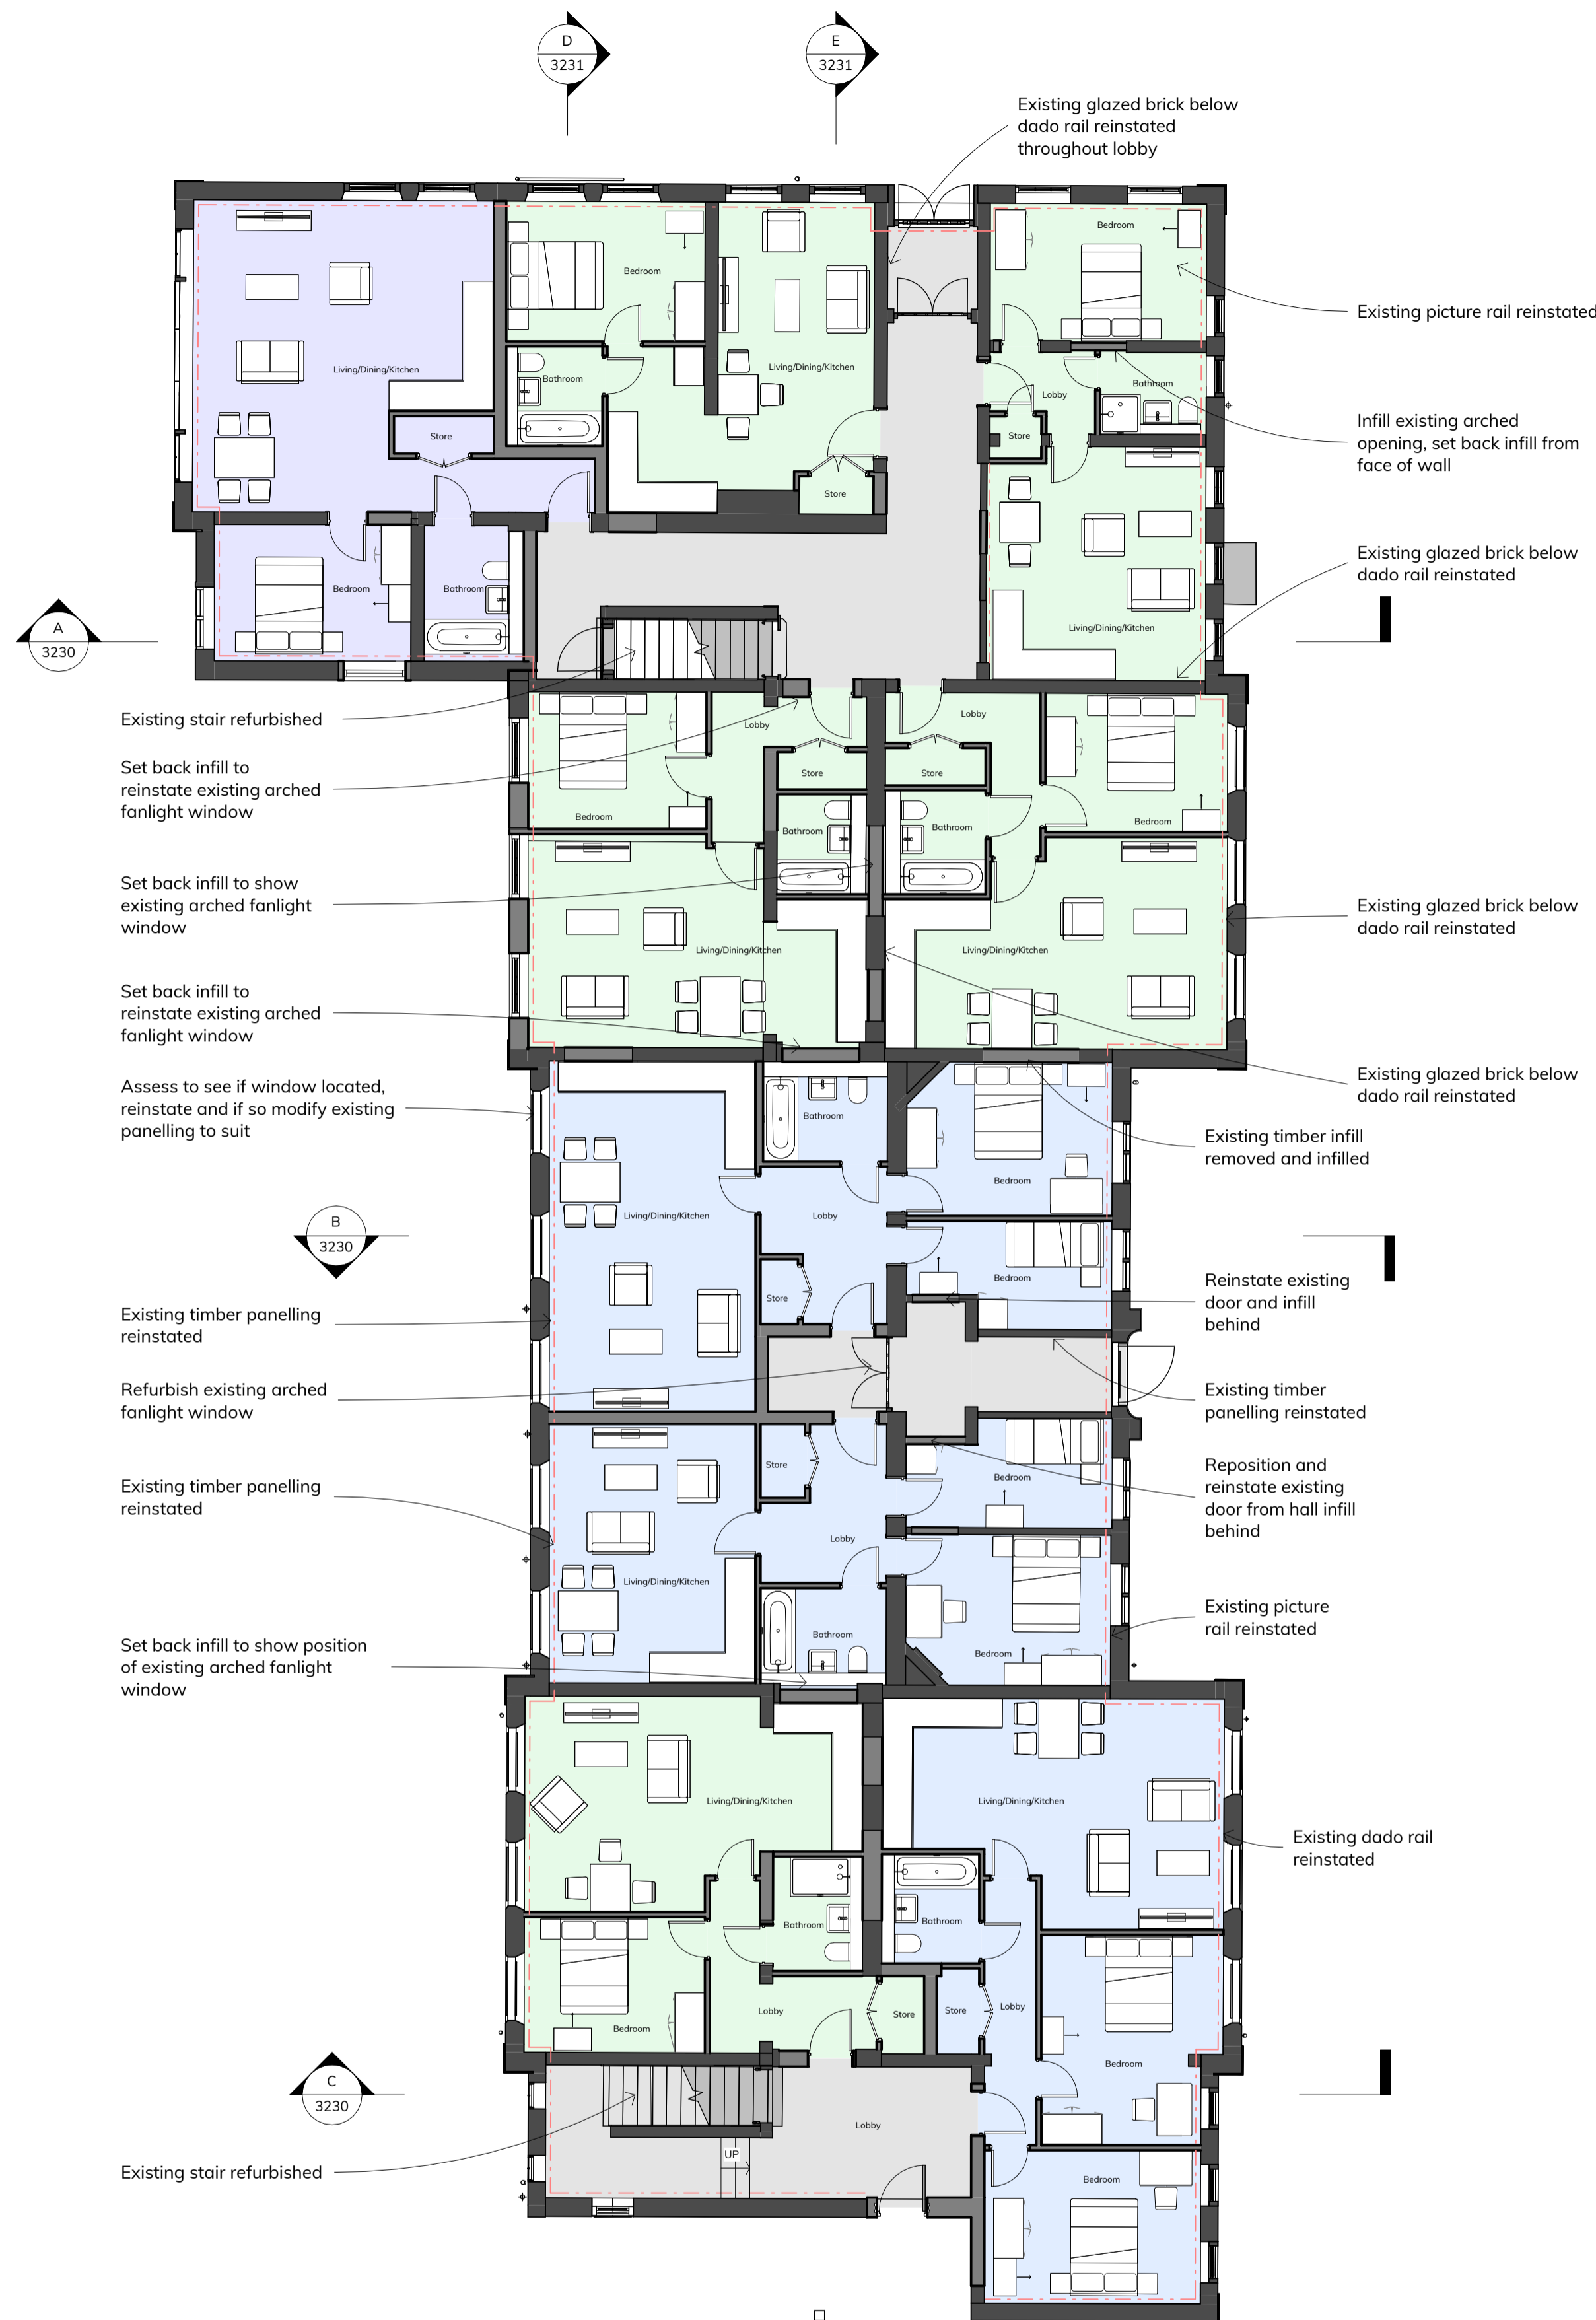 D
3231
E
3231
Existing glazed brick below
dado rail reinstated
throughout lobby
Bedroom
Existing picture rail reinstated
Bedroom
Living/Dining/Kitchen
Living/Dining/Kitchen
Bathroom
Bathroom
Lobby
Infill existing arched
opening, set back infill from
face of wall
Store
Store
Store
Existing glazed brick below
dado rail reinstated
Bedroom
Bathroom
A
3230
Living/Dining/Kitchen
Existing stair refurbished
Lobby
Lobby
Set back infill to
reinstate existing arched
fanlight window
Store
Store
Bedroom
Bathroom
Bathroom
Bedroom
Set back infill to show
existing arched fanlight
window
Existing glazed brick below
dado rail reinstated
Living/Dining/Kitchen
Living/Dining/Kitchen
Set back infill to
reinstate existing arched
fanlight window
Existing glazed brick below
dado rail reinstated
Assess to see if window located,
reinstate and if so modify existing
panelling to suit
Bathroom
Existing timber infill
removed and infilled
Bedroom
B
3230
Living/Dining/Kitchen
Lobby
Bedroom
Store
Reinstate existing
door and infill
behind
Existing timber panelling
reinstated
Refurbish existing arched
fanlight window
Existing timber
panelling reinstated
Store
Bedroom
Reposition and
reinstate existing
door from hall infill
behind
Existing timber panelling
reinstated
Lobby
Living/Dining/Kitchen
Existing picture
rail reinstated
Bathroom
Bedroom
Set back infill to show position
of existing arched fanlight
window
Living/Dining/Kitchen
Living/Dining/Kitchen
Existing dado rail
reinstated
Bathroom
Bathroom
Lobby
Store
Store
Lobby
Bedroom
Bedroom
C
3230
Lobby
UP
Existing stair refurbished
Bedroom